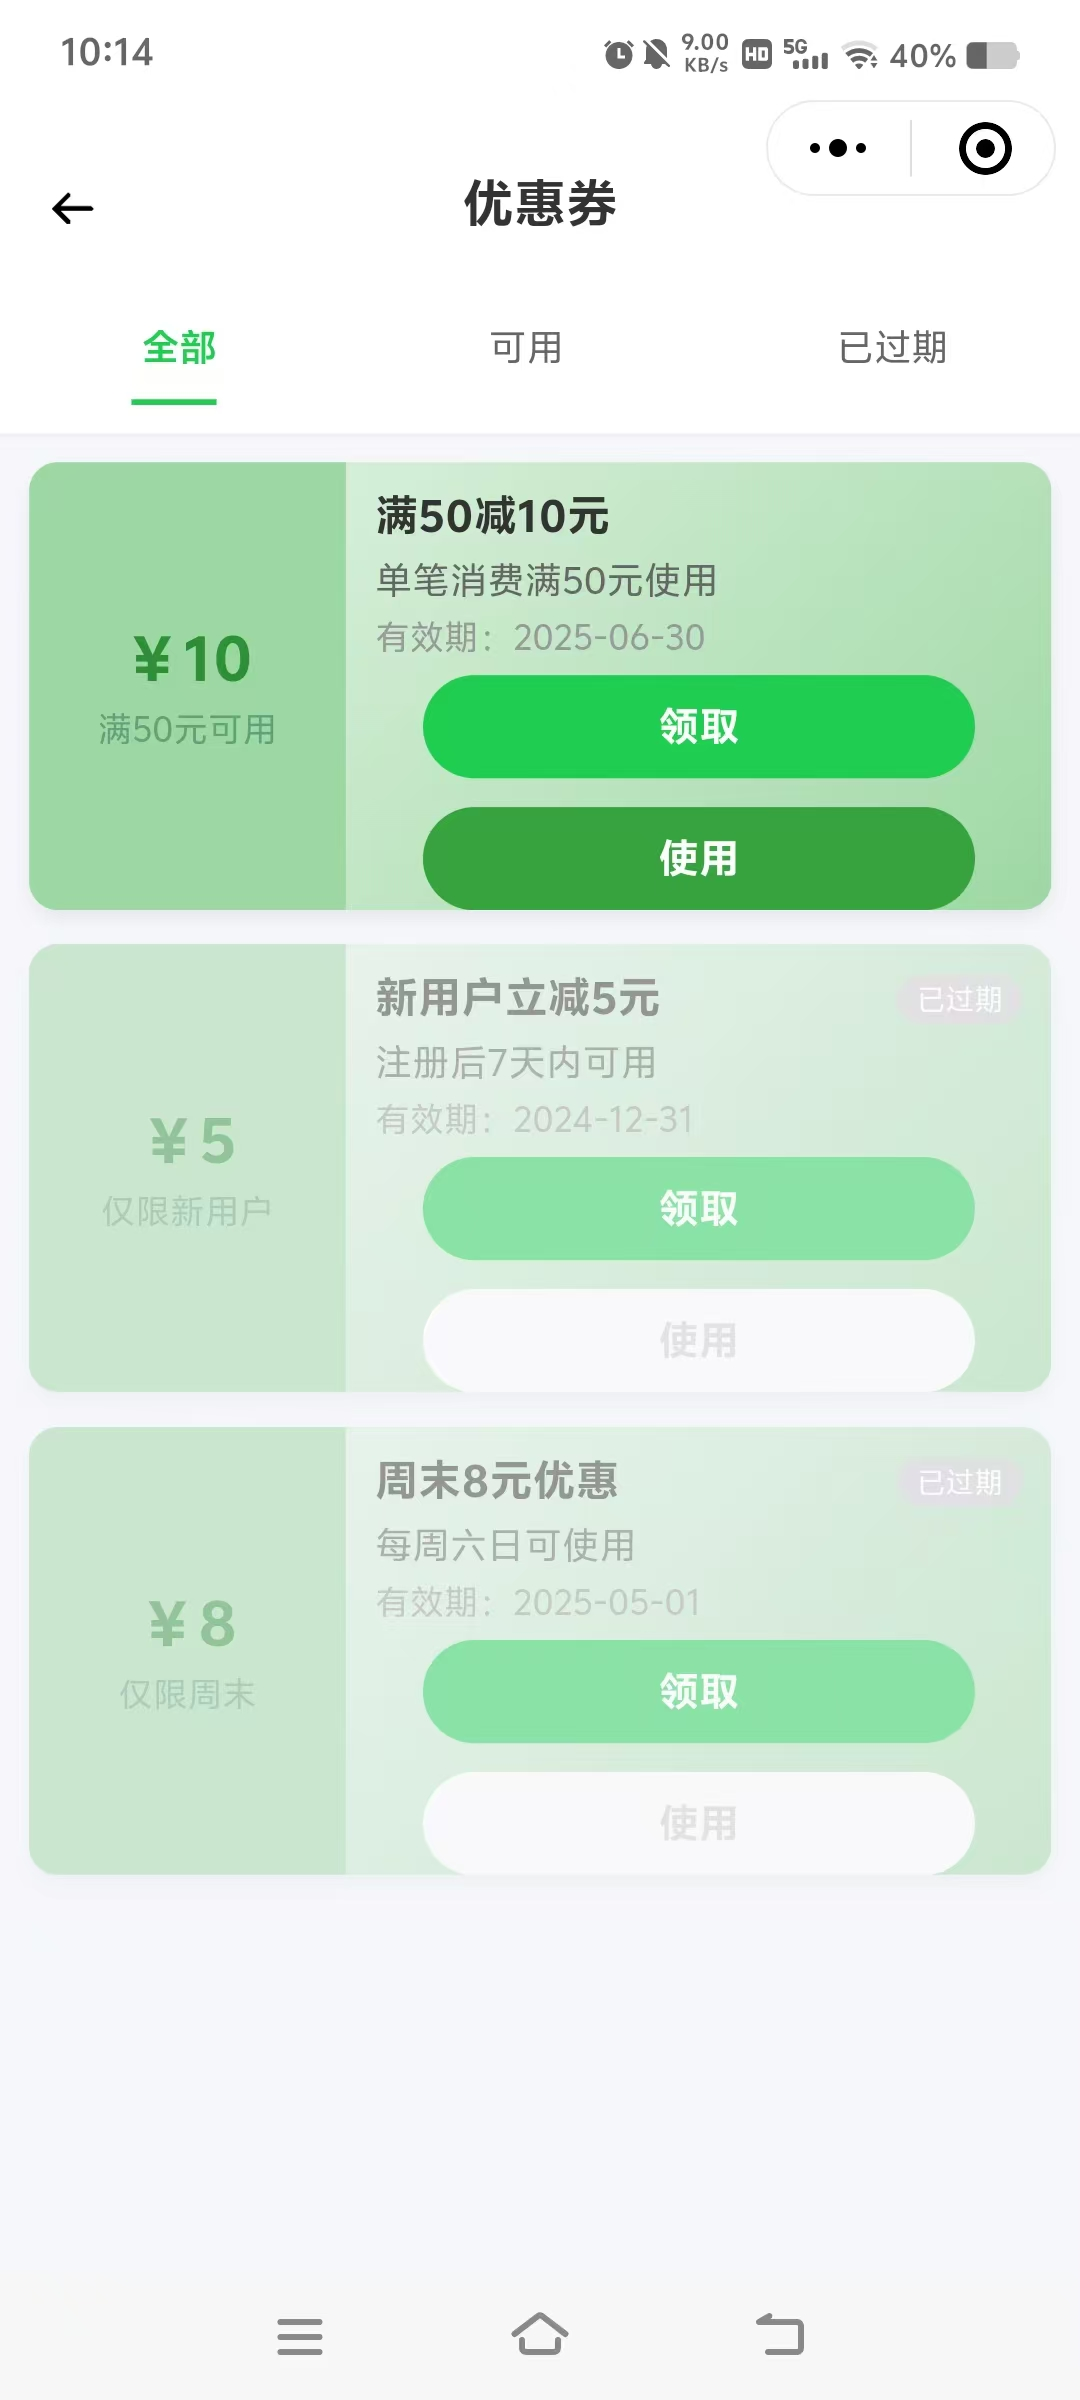 10:14
9.00
KB/s
HD
5G
40%
优惠券
全部
可用
已过期
¥10
满50元可用
满50减10元
单笔消费满50元使用
有效期：2025-06-30
领取
使用
¥5
仅限新用户
新用户立减5元
已过期
注册后7天内可用
有效期：2024-12-31
领取
使用
¥8
仅限周末
周末8元优惠
已过期
每周六日可使用
有效期：2025-05-01
领取
使用